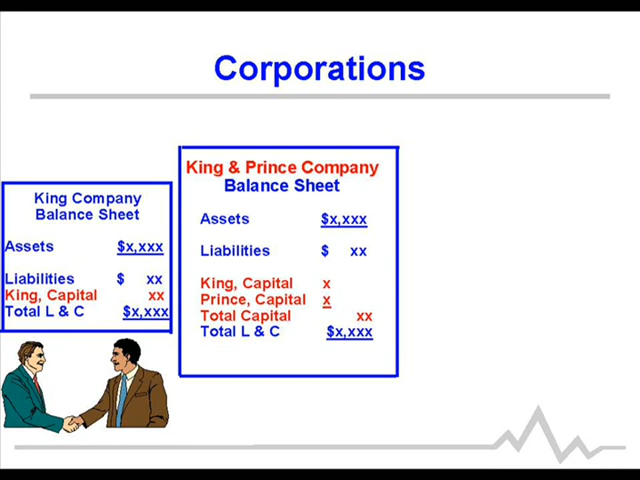 Corporations
King Company
Balance Sheet
Assets $x,xxx
Liabilities $ xx
King, Capital xx
Total L & C $x,xxx
King & Prince Company
Balance Sheet
Assets $x,xxx
Liabilities $ xx
King, Capital x
Prince, Capital x
Total Capital xx
Total L & C $x,xxx